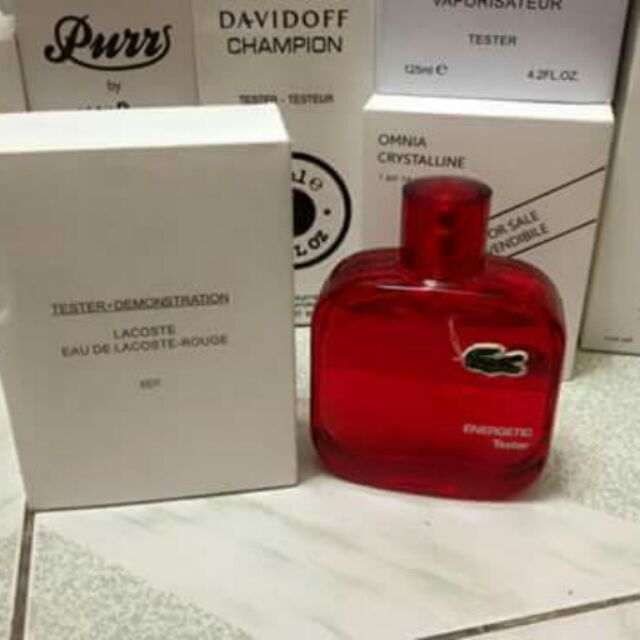 Purrs
by
DAVIDOFF
CHAMPION
TESTER - TESTEUR
VAPORISATEUR
TESTER
125ml e
4.2FL.OZ.
OMNIA
CRYSTALLINE
OR SALE
VENDIBILE
TESTER-DEMONSTRATION
LACOSTE
EAU DE LACOSTE-ROUGE
ENERGETIC
Tester